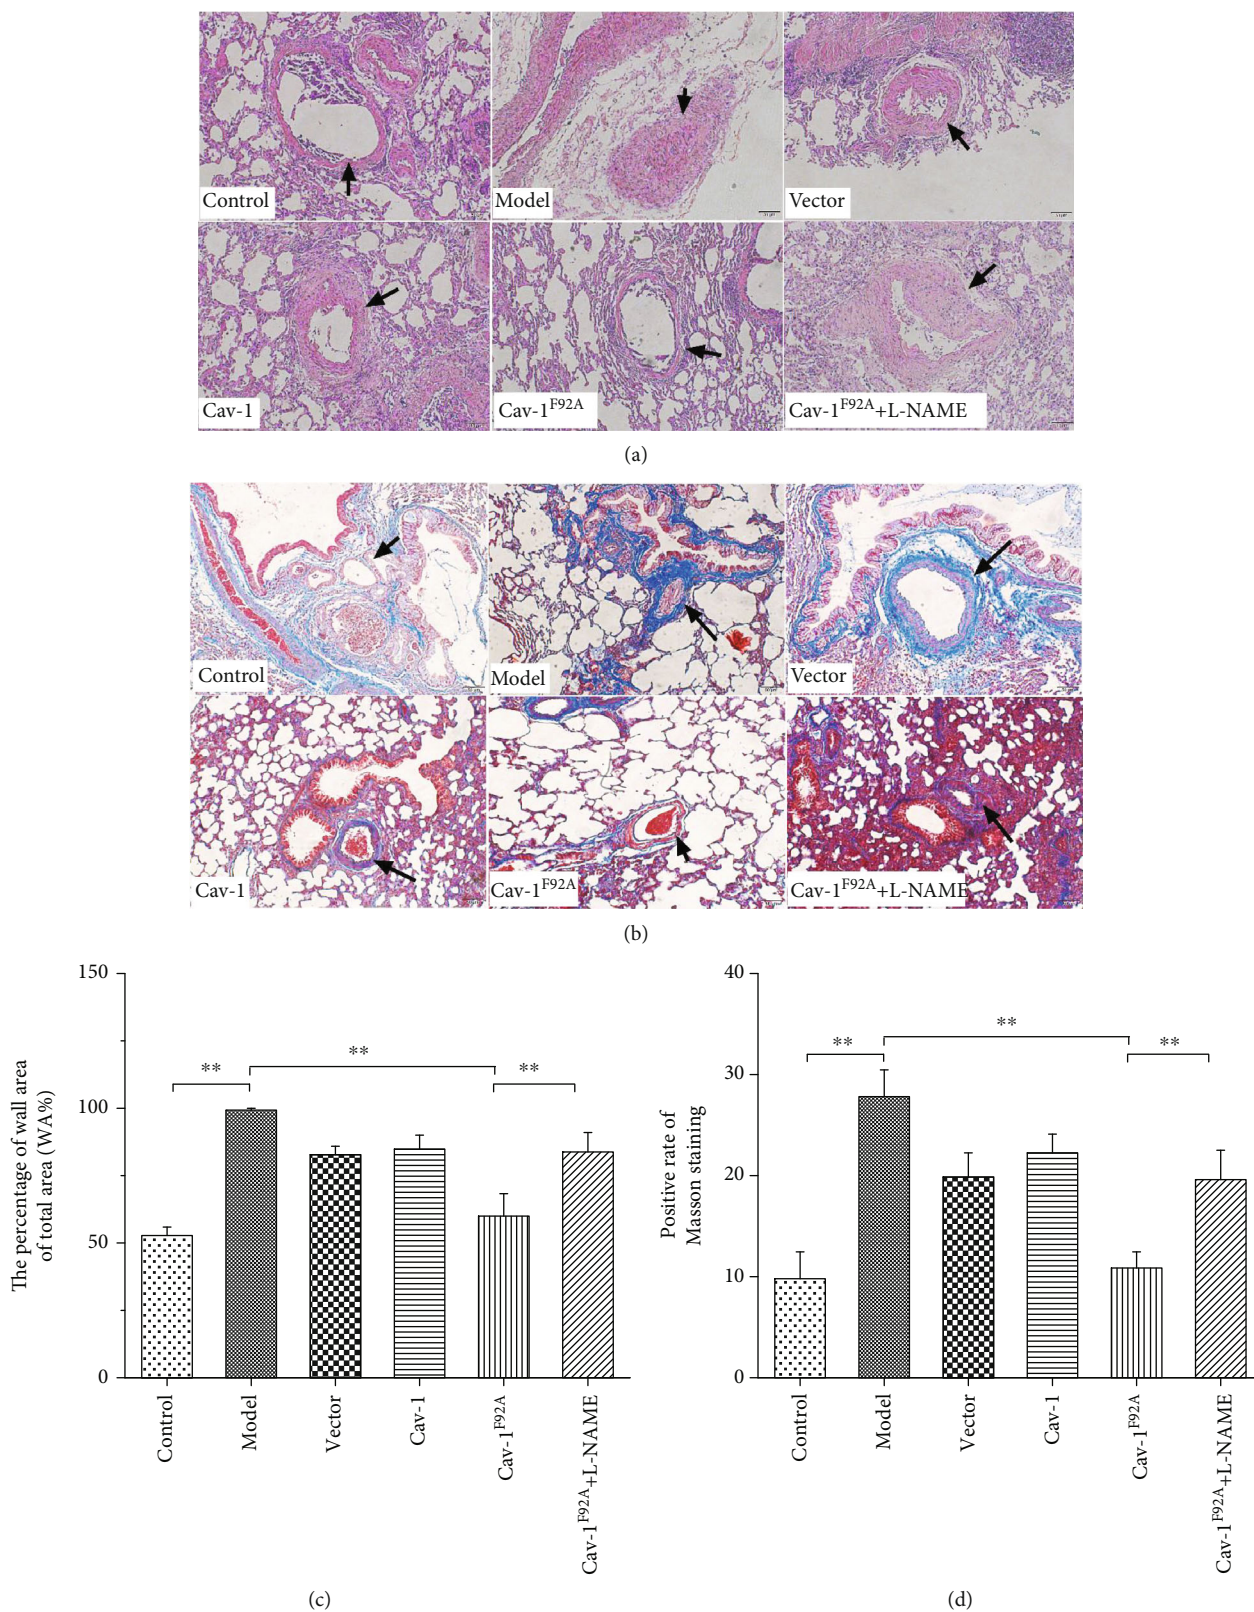 Control
Model
Vector
Cav-1
Cav-1F92A
Cav-1F92A+L-NAME
(a)
Control
Model
Vector
Cav-1
Cav-1F92A
Cav-1F92A+L-NAME
(b)
The percentage of wall area
of total area (WA%)
150
100
50
0
**
**
**
Control
Model
Vector
Cav-1
Cav-1F92A
Cav-1F92A+L-NAME
(c)
Positive rate of
Masson staining
40
30
20
10
0
**
**
**
Control
Model
Vector
Cav-1
Cav-1F92A
Cav-1F92A+L-NAME
(d)